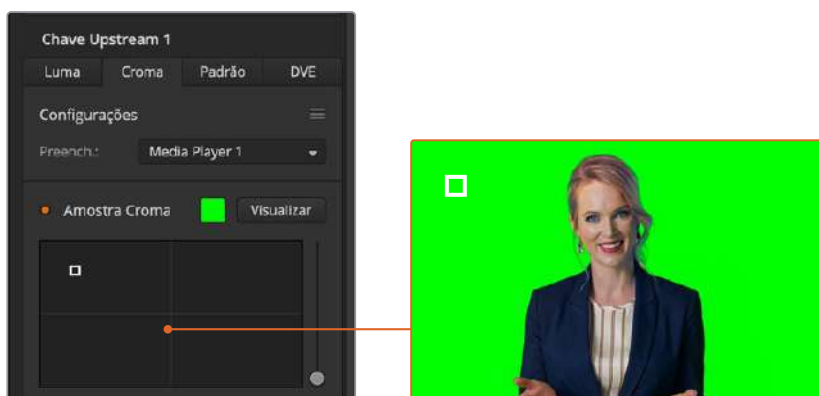 Chave Upstream 1
Luma Croma Padrão DVE
Configurações
Preench.: Media Player 1
Amostra Croma Visualizar